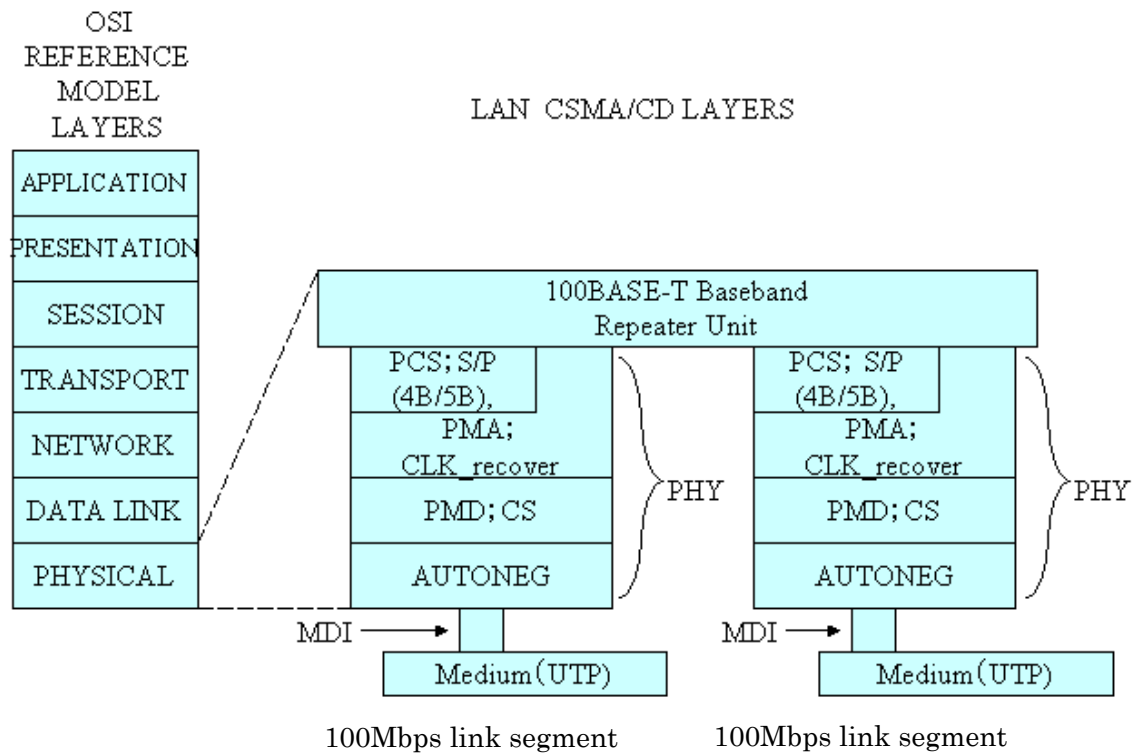 OSI
REFERENCE
MODEL
LAYERS
LAN CSMA/CD LAYERS
APPLICATION
PRESENTATION
SESSION
TRANSPORT
NETWORK
DATA LINK
PHYSICAL
100BASE-T Baseband
Repeater Unit
PCS; S/P
(4B/5B),
PMA;
CLK_recover
PMD; CS
AUTONEG
PHY
MDI
Medium(UTP)
100Mbps link segment
PCS; S/P
(4B/5B),
PMA;
CLK_recover
PMD; CS
AUTONEG
PHY
MDI
Medium(UTP)
100Mbps link segment